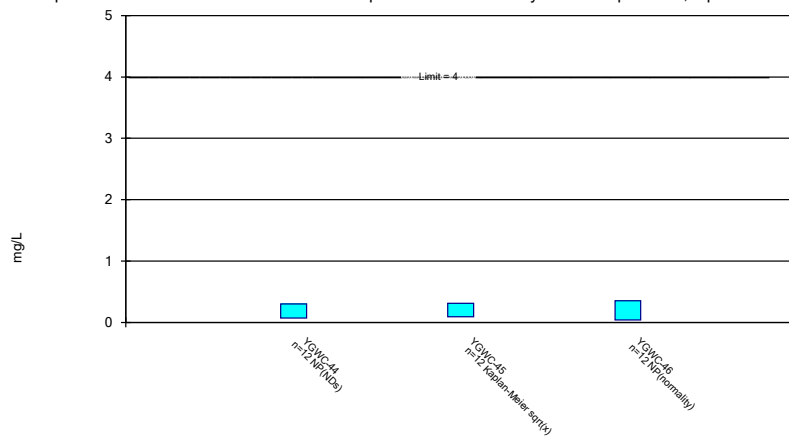 5
Limit = 4
4
3
2
1
0
mg/L
YGWC-44
n=12 NP(NDs)
YGWC-45
n=12 Kaplan-Meier sqrt(x)
YGWC-46
n=12 NP(normality)